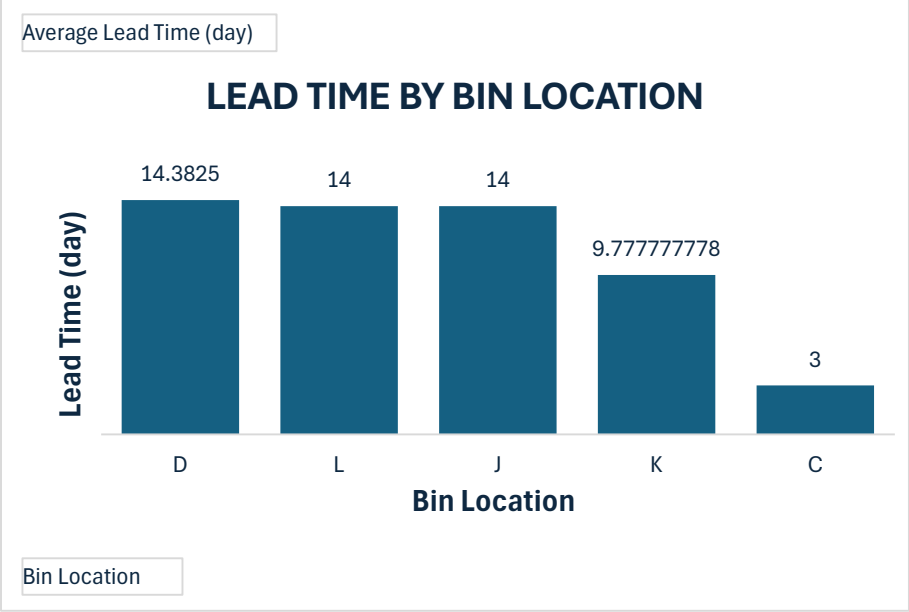 Average Lead Time (day)
LEAD TIME BY BIN LOCATION
14.3825
14
14
9.777777778
3
Lead Time (day)
D
L
J
K
C
Bin Location
Bin Location